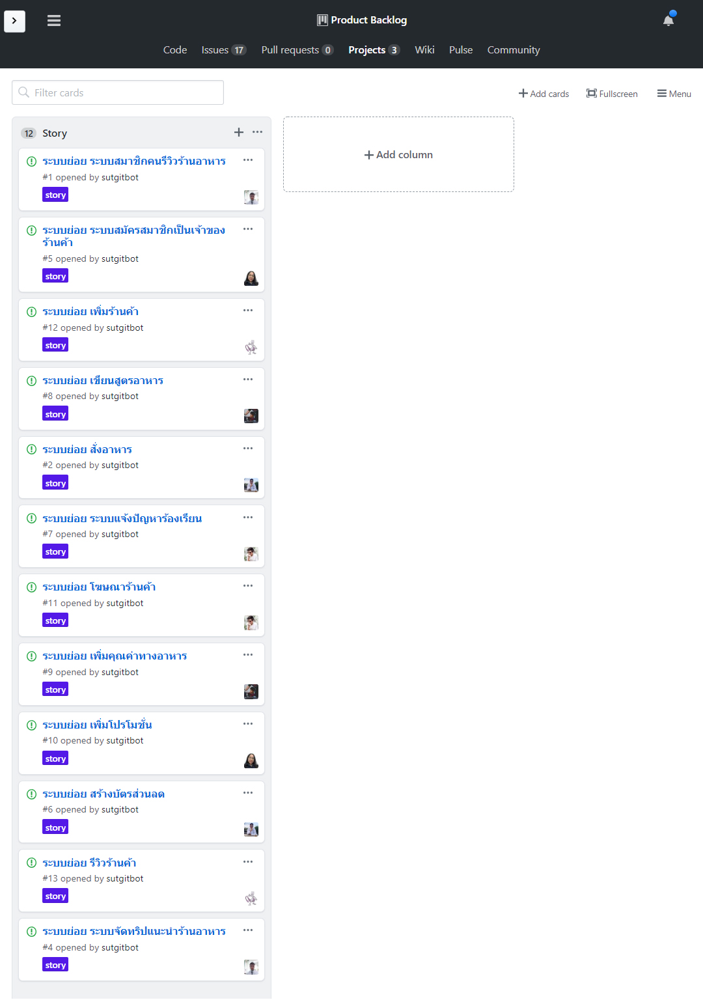 Product Backlog
Code Issues 17 Pull requests 0 Projects 3 Wiki Pulse Community
Filter cards
Add cards Fullscreen Menu
12 Story
Add column
ระบบย่อย ระบบสมาชิกคนรีวิวร้านอาหาร
#1 opened by sutgitbot
story
ระบบย่อย ระบบสมัครสมาชิกเป็นเจ้าของ
ร้านค้า
#5 opened by sutgitbot
story
ระบบย่อย เพิ่มร้านค้า
#12 opened by sutgitbot
story
ระบบย่อย เขียนสูตรอาหาร
#8 opened by sutgitbot
story
ระบบย่อย สั่งอาหาร
#2 opened by sutgitbot
story
ระบบย่อย ระบบแจ้งปัญหาร้องเรียน
#7 opened by sutgitbot
story
ระบบย่อย โฆษณาร้านค้า
#11 opened by sutgitbot
story
ระบบย่อย เพิ่มคุณค่าทางอาหาร
#9 opened by sutgitbot
story
ระบบย่อย เพิ่มโปรโมชั่น
#10 opened by sutgitbot
story
ระบบย่อย สร้างบัตรส่วนลด
#6 opened by sutgitbot
story
ระบบย่อย รีวิวร้านค้า
#13 opened by sutgitbot
story
ระบบย่อย ระบบจัดทริปแนะนำร้านอาหาร
#4 opened by sutgitbot
story